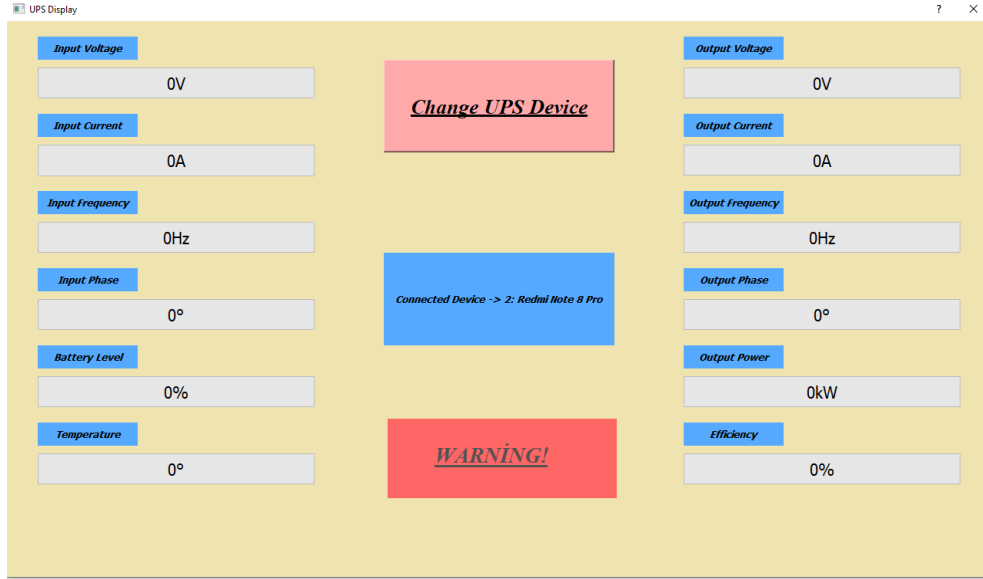 UPS Display
Input Voltage
0V
Input Current
0A
Input Frequency
0Hz
Input Phase
0°
Battery Level
0%
Temperature
0°
Change UPS Device
Connected Device -> 2: Redmi Note 8 Pro
WARNİNG!
Output Voltage
0V
Output Current
0A
Output Frequency
0Hz
Output Phase
0°
Output Power
0kW
Efficiency
0%